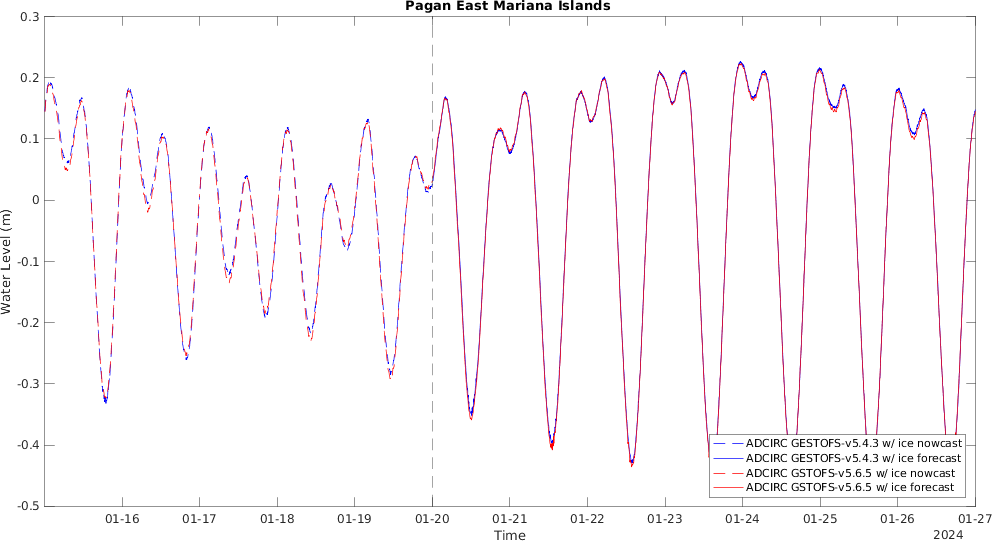 Pagan East Mariana Islands
0.3
0.2
0.1
0
-0.1
-0.2
-0.3
-0.4
-0.5
Water Level (m)
ADCIRC GESTOFS-v5.4.3 w/ ice nowcast
ADCIRC GESTOFS-v5.4.3 w/ ice forecast
ADCIRC GSTOFS-v5.6.5 w/ ice nowcast
ADCIRC GSTOFS-v5.6.5 w/ ice forecast
01-16 01-17 01-18 01-19 01-20 01-21 01-22 01-23 01-24 01-25 01-26 01-27
Time
2024